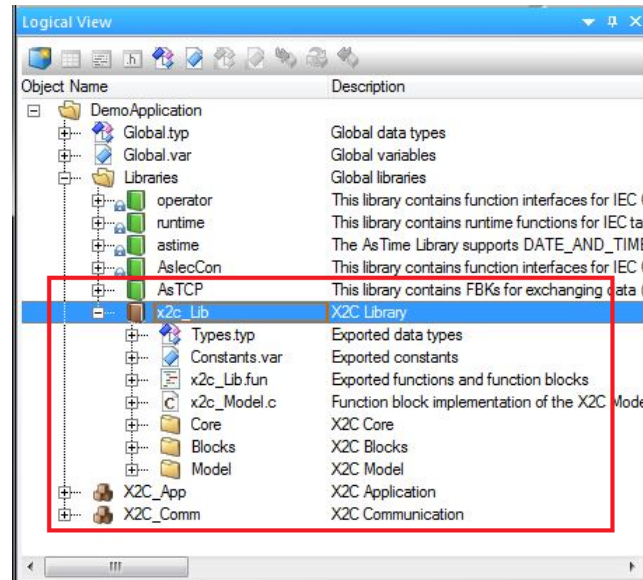 Logical View
.h
Object Name Description
DemoApplication
Global.typ Global data types
Global.var Global variables
Libraries Global libraries
operator This library contains function interfaces for IEC (
runtime This library contains runtime functions for IEC ta
astime The AsTime Library supports DATE_AND_TIME
AsIecCon This library contains function interfaces for IEC (
AsTCP This library contains FBKs for exchanging data (
x2c_Lib X2C Library
Types.typ Exported data types
Constants.var Exported constants
x2c_Lib.fun Exported functions and function blocks
C x2c_Model.c Function block implementation of the X2C Mode
Core X2C Core
Blocks X2C Blocks
Model X2C Model
X2C_App X2C Application
X2C_Comm X2C Communication